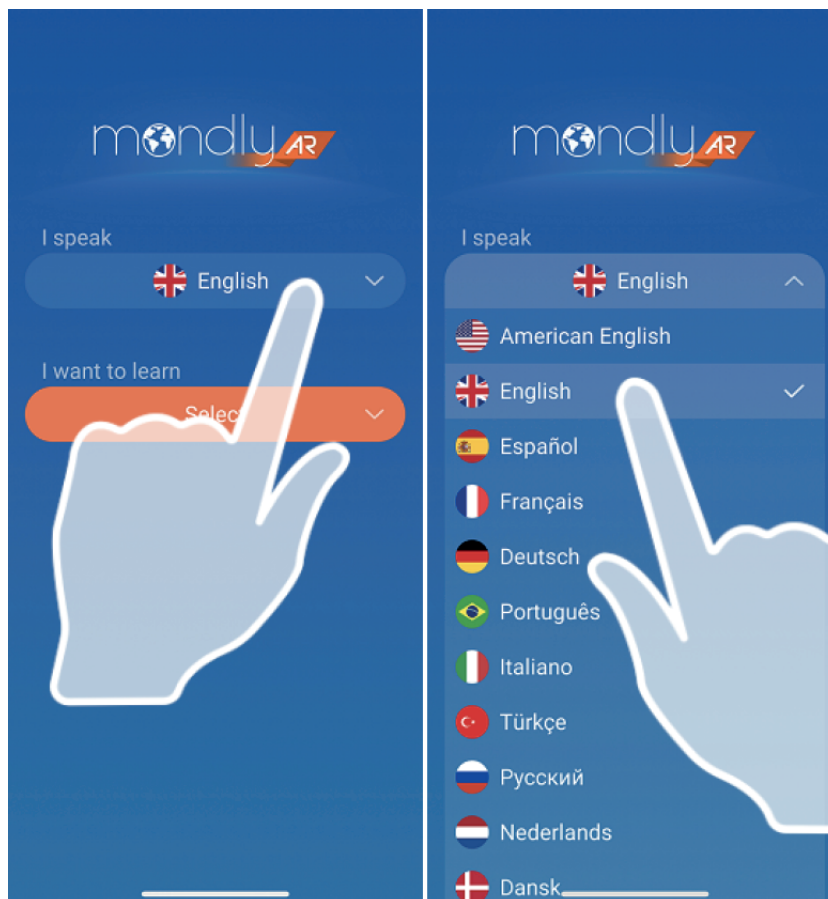 mondly AR
I speak
English
I want to learn
Select
mondly AR
I speak
English
American English
English
Español
Français
Deutsch
Português
Italiano
Türkçe
Русский
Nederlands
Dansk